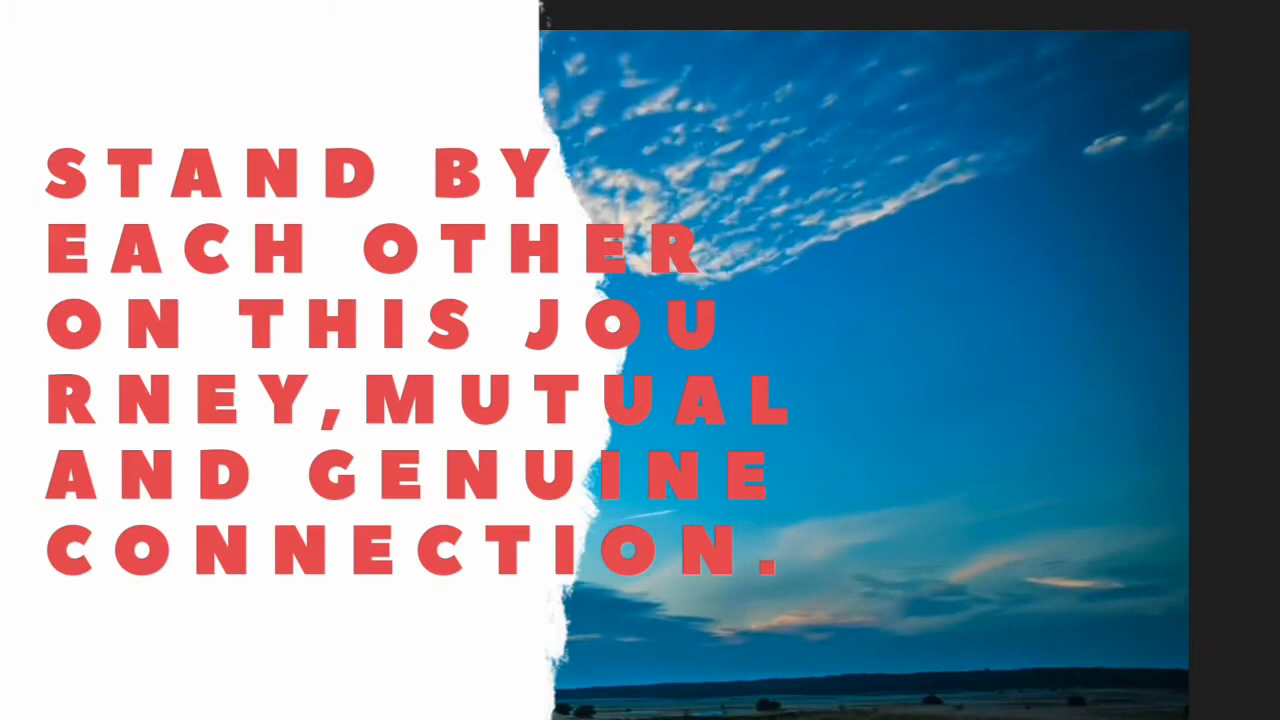 STAND BY
EACH OTHER
ON THIS JOU
RNEY,MUTUAL
AND GENUINE
CONNECTION.